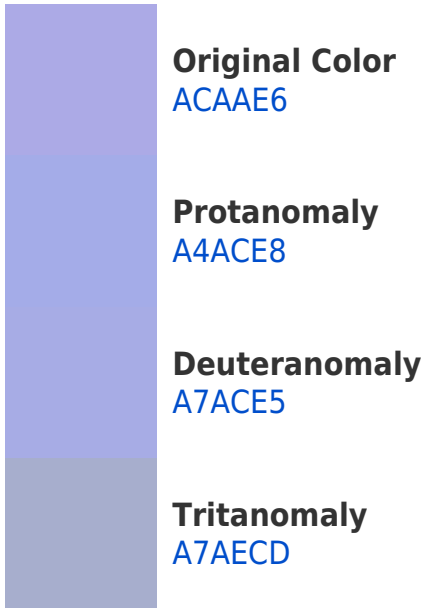 Original Color
ACAAE6
Protanomaly
A4ACE8
Deuteranomaly
A7ACE5
Tritanomaly
A7AECD